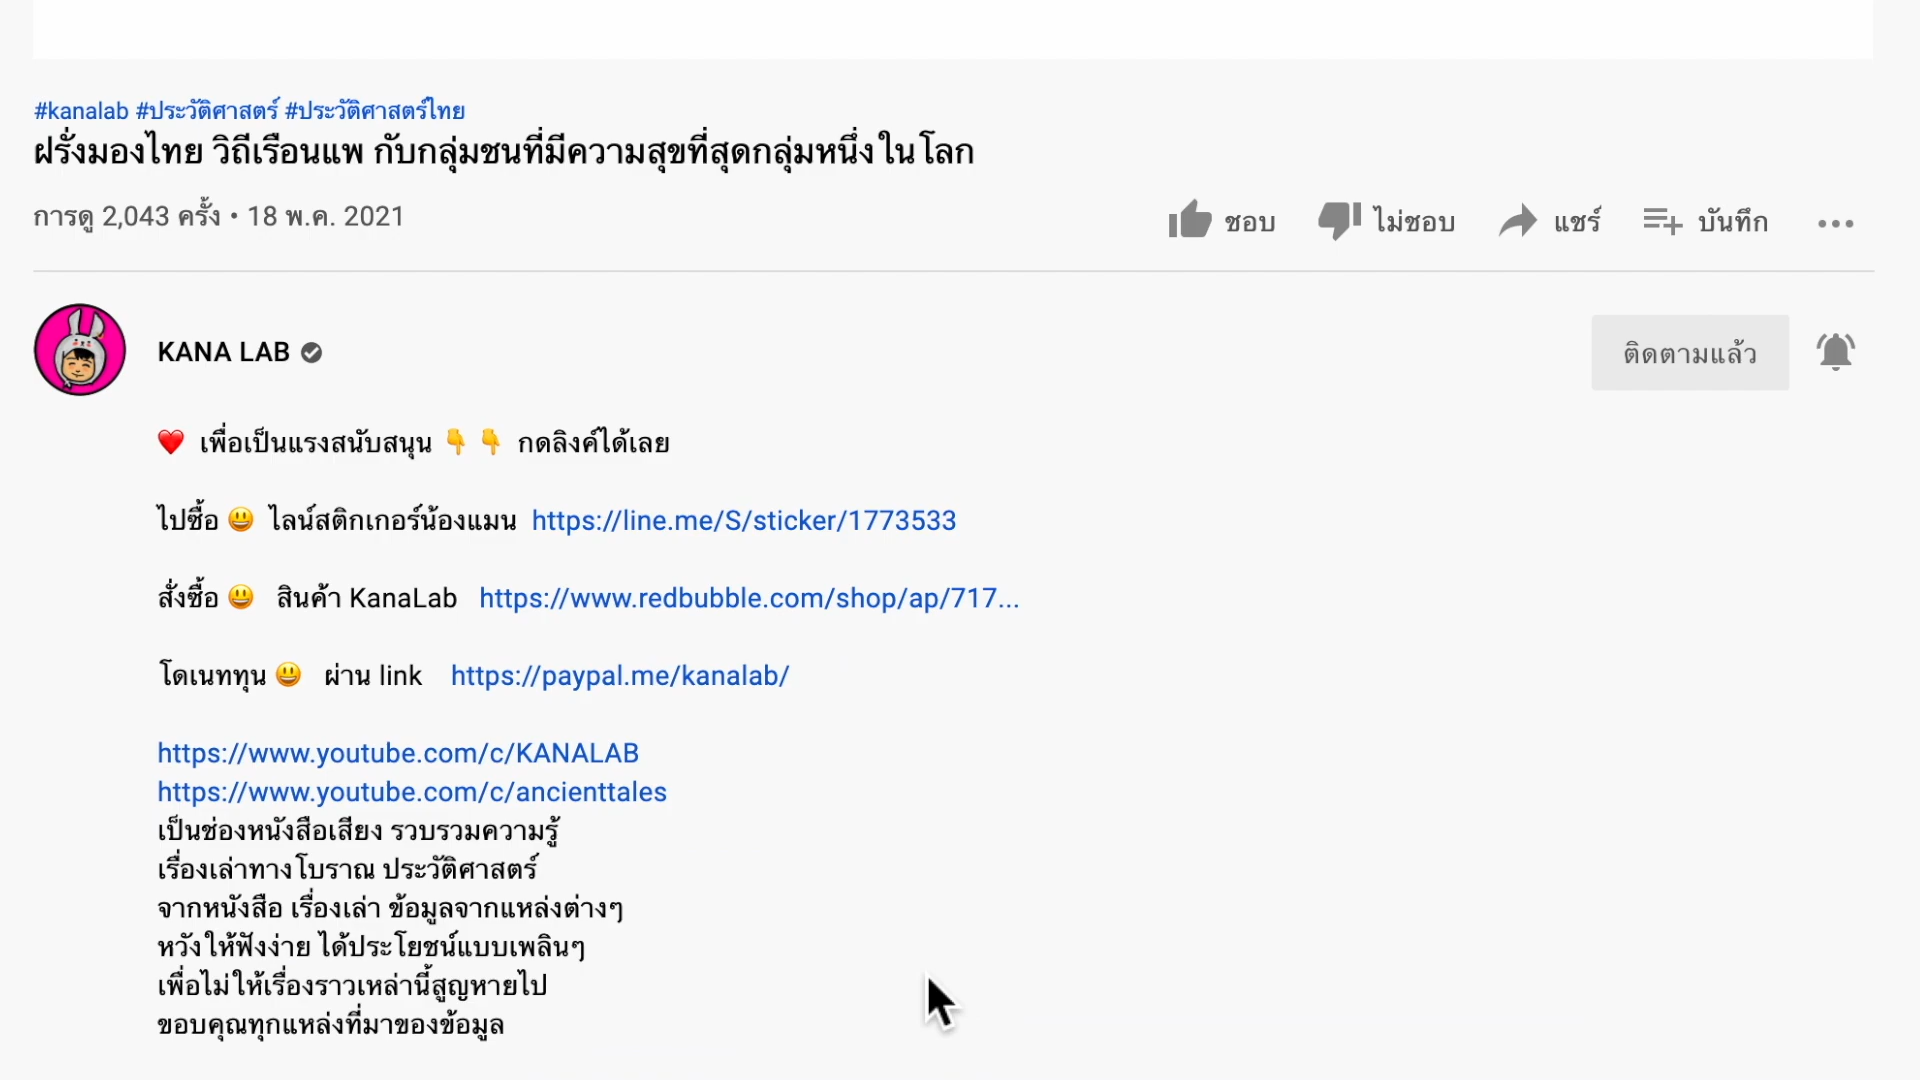 #kanalab #ประวัติศาสตร์ #ประวัติศาสตร์ไทย
ฝรั่งมองไทย วิถีเรือนแพ กับกลุ่มชนที่มีความสุขที่สุดกลุ่มหนึ่งในโลก
การดู 2,043 ครั้ง • 18 พ.ค. 2021
ชอบ ไม่ชอบ แชร์ บันทึก
KANA LAB
ติดตามแล้ว
❤️ เพื่อเป็นแรงสนับสนุน 👇 👇 กดลิงค์ได้เลย
ไปซื้อ 😃 ไลน์สติกเกอร์น้องแมน https://line.me/S/sticker/1773533
สั่งซื้อ 😃 สินค้า KanaLab https://www.redbubble.com/shop/ap/717...
โดเนททุน 😃 ผ่าน link https://paypal.me/kanalab/
https://www.youtube.com/c/KANALAB
https://www.youtube.com/c/ancienttales
เป็นช่องหนังสือเสียง รวบรวมความรู้
เรื่องเล่าทางโบราณ ประวัติศาสตร์
จากหนังสือ เรื่องเล่า ข้อมูลจากแหล่งต่างๆ
หวังให้ฟังง่าย ได้ประโยชน์แบบเพลินๆ
เพื่อไม่ให้เรื่องราวเหล่านี้สูญหายไป
ขอบคุณทุกแหล่งที่มาของข้อมูล